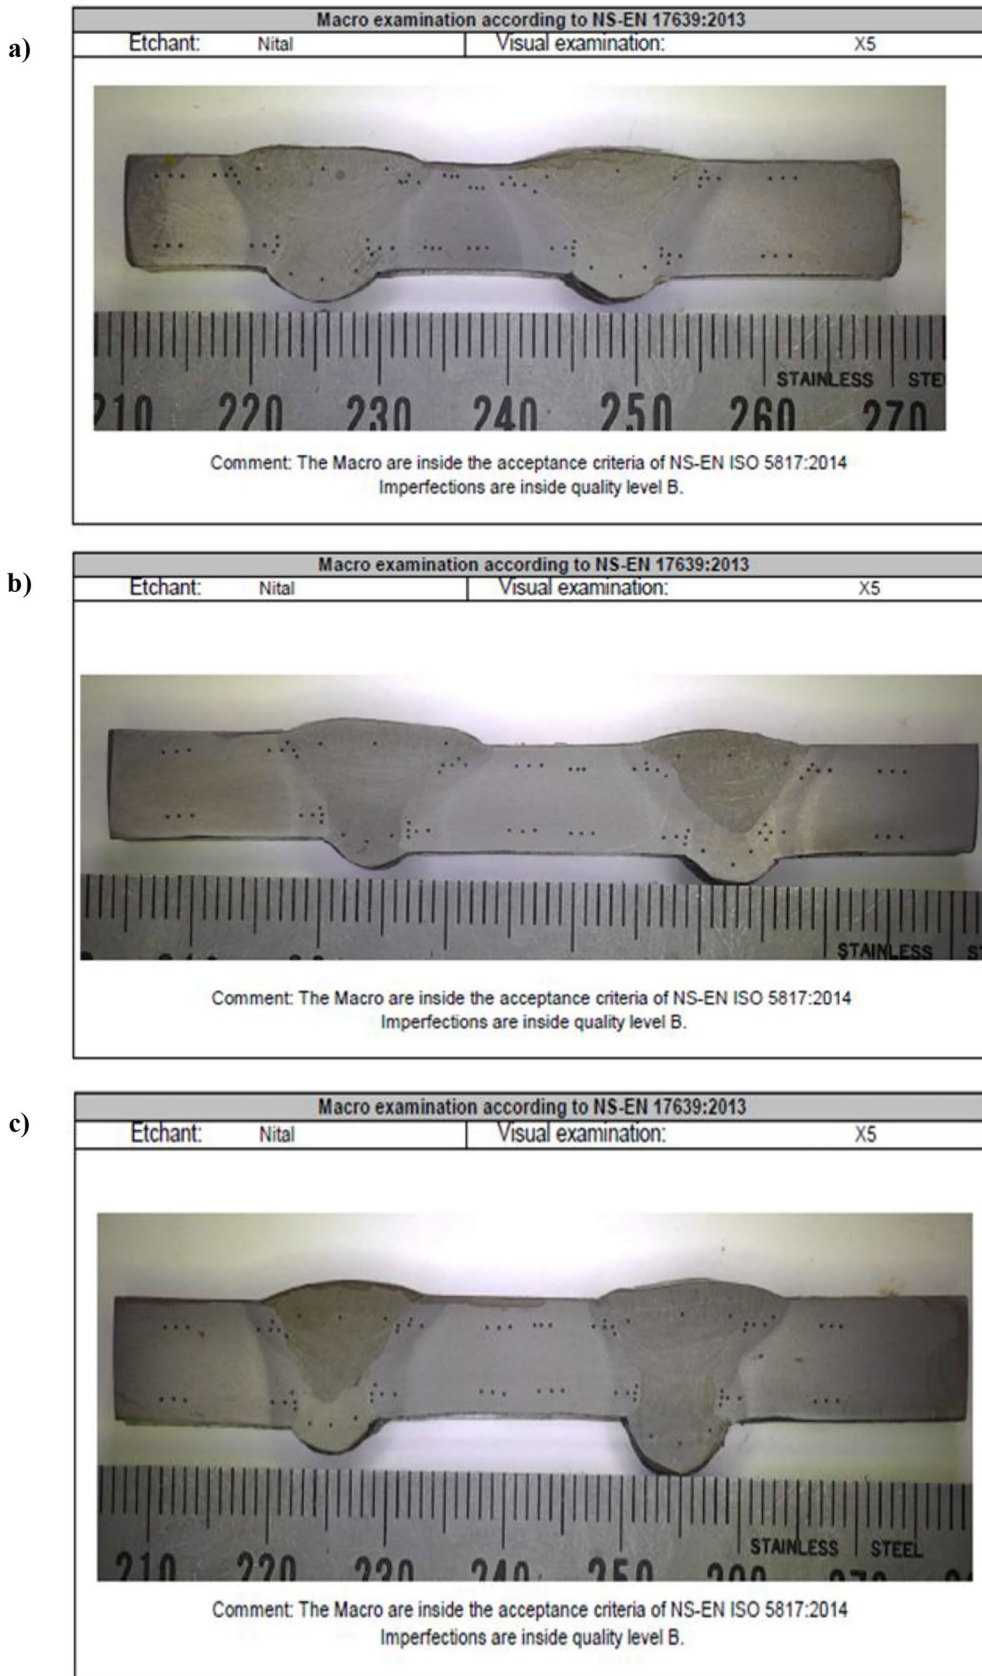 a)
Macro examination according to NS-EN 17639:2013
Etchant: Nital Visual examination: X5
STAINLESS STE
210 220 230 240 250 260 270
Comment: The Macro are inside the acceptance criteria of NS-EN ISO 5817:2014
Imperfections are inside quality level B.
b)
Macro examination according to NS-EN 17639:2013
Etchant: Nital Visual examination: X5
STAINLESS S
Comment: The Macro are inside the acceptance criteria of NS-EN ISO 5817:2014
Imperfections are inside quality level B.
c)
Macro examination according to NS-EN 17639:2013
Etchant: Nital Visual examination: X5
STAINLESS STEEL
210 220 230 240 250 260 270
Comment: The Macro are inside the acceptance criteria of NS-EN ISO 5817:2014
Imperfections are inside quality level B.